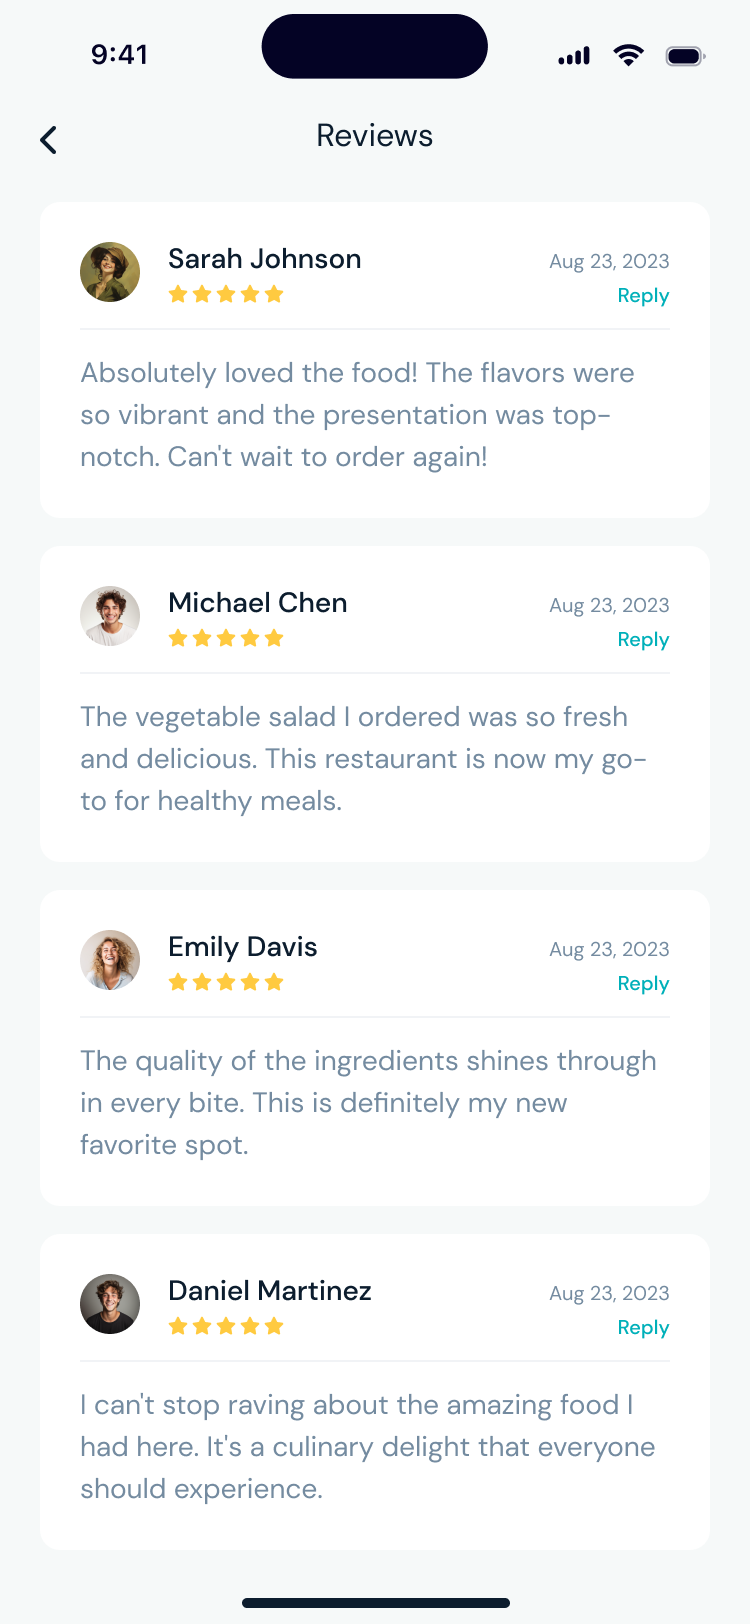 9:41
Reviews
Sarah Johnson
Aug 23, 2023
Reply
Absolutely loved the food! The flavors were
so vibrant and the presentation was top-
notch. Can't wait to order again!
Michael Chen
Aug 23, 2023
Reply
The vegetable salad I ordered was so fresh
and delicious. This restaurant is now my go-
to for healthy meals.
Emily Davis
Aug 23, 2023
Reply
The quality of the ingredients shines through
in every bite. This is definitely my new
favorite spot.
Daniel Martinez
Aug 23, 2023
Reply
I can't stop raving about the amazing food I
had here. It's a culinary delight that everyone
should experience.